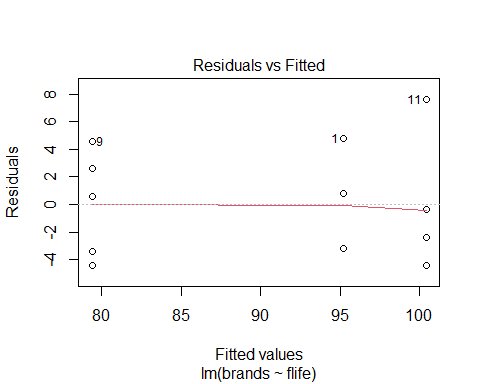 Residuals vs Fitted
8
6
4
2
0
-2
-4
Residuals
9
1
11
80 85 90 95 100
Fitted values
lm(brands ~ flife)